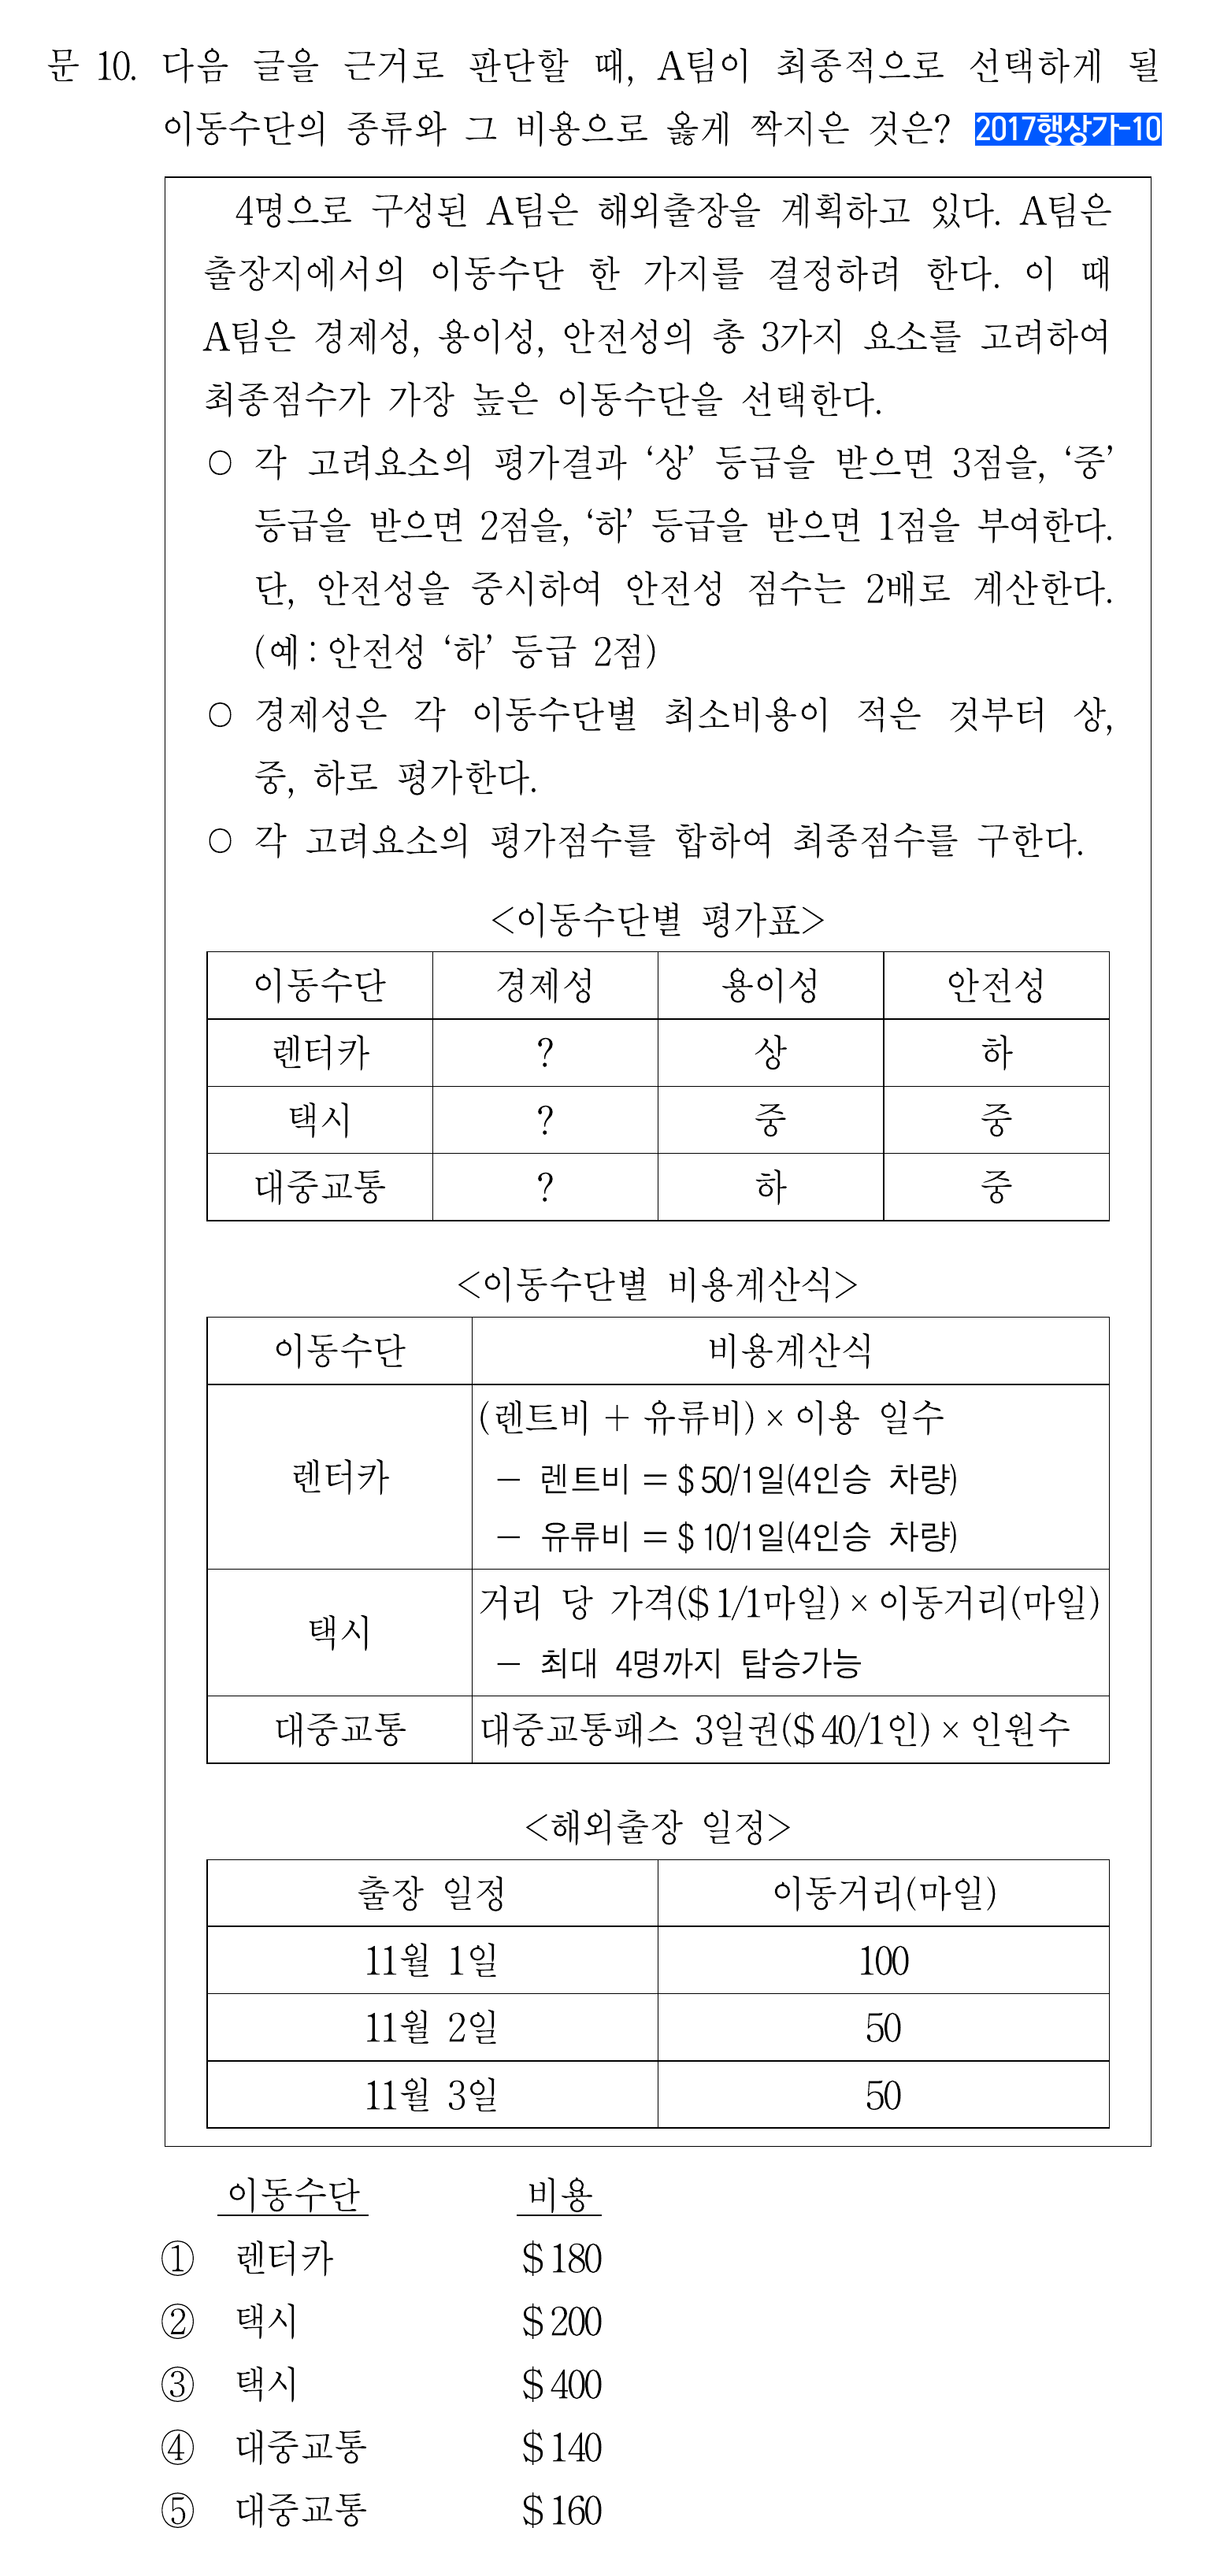 문 10. 다음 글을 근거로 판단할 때, A팀이 최종적으로 선택하게 될
이동수단의 종류와 그 비용으로 옳게 짝지은 것은? 2017행상가-10
4명으로 구성된 A팀은 해외출장을 계획하고 있다. A팀은
출장지에서의 이동수단 한 가지를 결정하려 한다. 이 때
A팀은 경제성, 용이성, 안전성의 총 3가지 요소를 고려하여
최종점수가 가장 높은 이동수단을 선택한다.
○ 각 고려요소의 평가결과 ‘상’ 등급을 받으면 3점을, ‘중’
등급을 받으면 2점을, ‘하’ 등급을 받으면 1점을 부여한다.
단, 안전성을 중시하여 안전성 점수는 2배로 계산한다.
(예 : 안전성 ‘하’ 등급 2점)
○ 경제성은 각 이동수단별 최소비용이 적은 것부터 상,
중, 하로 평가한다.
○ 각 고려요소의 평가점수를 합하여 최종점수를 구한다.
<이동수단별 평가표>
이동수단 경제성 용이성 안전성
렌터카 ? 상 하
택시 ? 중 중
대중교통 ? 하 중
<이동수단별 비용계산식>
이동수단 비용계산식
렌터카 (렌트비 + 유류비) × 이용 일수
－ 렌트비 = $50/1일(4인승 차량)
－ 유류비 = $10/1일(4인승 차량)
택시 거리 당 가격($1/1마일) × 이동거리(마일)
－ 최대 4명까지 탑승가능
대중교통 대중교통패스 3일권($40/1인) × 인원수
<해외출장 일정>
출장 일정 이동거리(마일)
11월 1일 100
11월 2일 50
11월 3일 50
이동수단 비용
① 렌터카 $180
② 택시 $200
③ 택시 $400
④ 대중교통 $140
⑤ 대중교통 $160